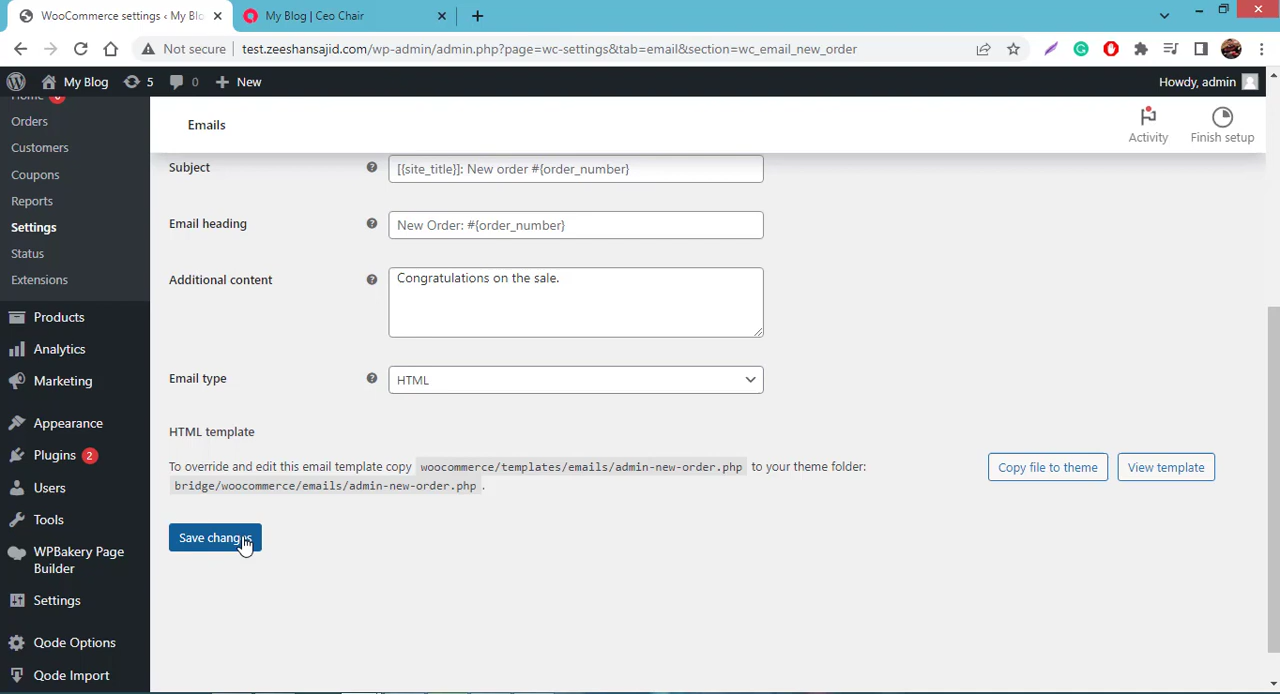 WooCommerce settings ‹ My Blo
My Blog | Ceo Chair
Not secure
test.zeeshansajid.com/wp-admin/admin.php?page=wc-settings&tab=email&section=wc_email_new_order
My Blog 5 0 New
Howdy, admin
Home
Orders
Customers
Coupons
Reports
Settings
Status
Extensions
Products
Analytics
Marketing
Appearance
Plugins 2
Users
Tools
WPBakery Page
Builder
Settings
Qode Options
Qode Import
Emails
Activity
Finish setup
Subject
[{site_title}]: New order #{order_number}
Email heading
New Order: #{order_number}
Additional content
Congratulations on the sale.
Email type
HTML
HTML template
To override and edit this email template copy woocommerce/templates/emails/admin-new-order.php to your theme folder:
bridge/woocommerce/emails/admin-new-order.php.
Copy file to theme
View template
Save changes